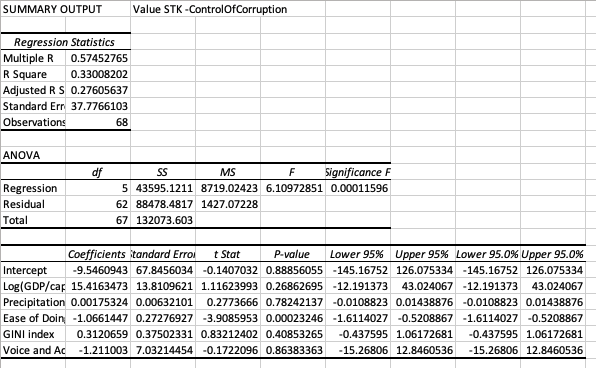 SUMMARY OUTPUT Value STK -ControlOfCorruption
Regression Statistics
Multiple R 0.57452765
R Square 0.33008202
Adjusted R S 0.27605637
Standard Err 37.7766103
Observations 68
ANOVA
df SS MS F Significance F
Regression 5 43595.1211 8719.02423 6.10972851 0.00011596
Residual 62 88478.4817 1427.07228
Total 67 132073.603
Coefficients Standard Error t Stat P-value Lower 95% Upper 95% Lower 95.0% Upper 95.0%
Intercept -9.5460943 67.8456034 -0.1407032 0.88856055 -145.16752 126.075334 -145.16752 126.075334
Log(GDP/cap 15.4163473 13.8109621 1.11623993 0.26862695 -12.191373 43.024067 -12.191373 43.024067
Precipitation 0.00175324 0.00632101 0.2773666 0.78242137 -0.0108823 0.01438876 -0.0108823 0.01438876
Ease of Doin -1.0661447 0.27276927 -3.9085953 0.00023246 -1.6114027 -0.5208867 -1.6114027 -0.5208867
GINI index 0.3120659 0.37502331 0.83212402 0.40853265 -0.437595 1.06172681 -0.437595 1.06172681
Voice and Ac -1.211003 7.03214454 -0.1722096 0.86383363 -15.26806 12.8460536 -15.26806 12.8460536